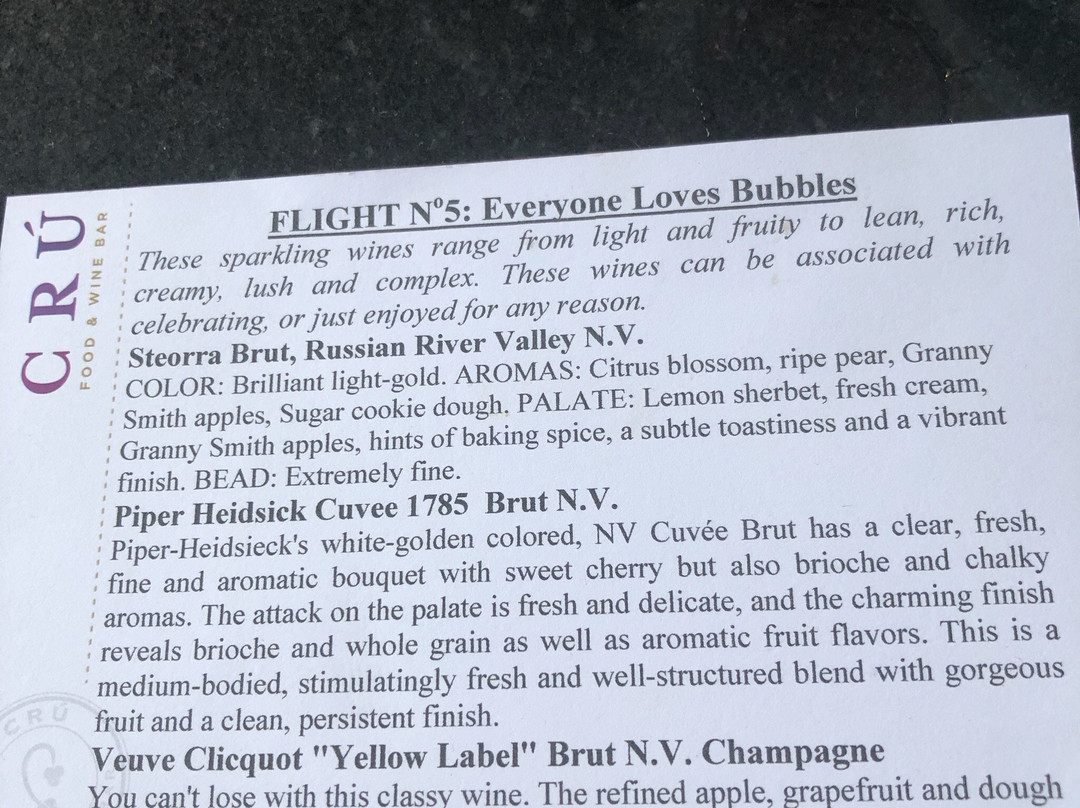 CRÚ
FOOD & WINE BAR
FLIGHT Nº5: Everyone Loves Bubbles
These sparkling wines range from light and fruity to lean, rich,
creamy, lush and complex. These wines can be associated with
celebrating, or just enjoyed for any reason.
Steorra Brut, Russian River Valley N.V.
COLOR: Brilliant light-gold. AROMAS: Citrus blossom, ripe pear, Granny
Smith apples, Sugar cookie dough. PALATE: Lemon sherbet, fresh cream,
Granny Smith apples, hints of baking spice, a subtle toastiness and a vibrant
finish. BEAD: Extremely fine.
Piper Heidsick Cuvee 1785 Brut N.V.
Piper-Heidsieck's white-golden colored, NV Cuvée Brut has a clear, fresh,
fine and aromatic bouquet with sweet cherry but also brioche and chalky
aromas. The attack on the palate is fresh and delicate, and the charming finish
reveals brioche and whole grain as well as aromatic fruit flavors. This is a
medium-bodied, stimulatingly fresh and well-structured blend with gorgeous
fruit and a clean, persistent finish.
CRÚ
Veuve Clicquot "Yellow Label" Brut N.V. Champagne
You can't lose with this classy wine. The refined apple, grapefruit and dough